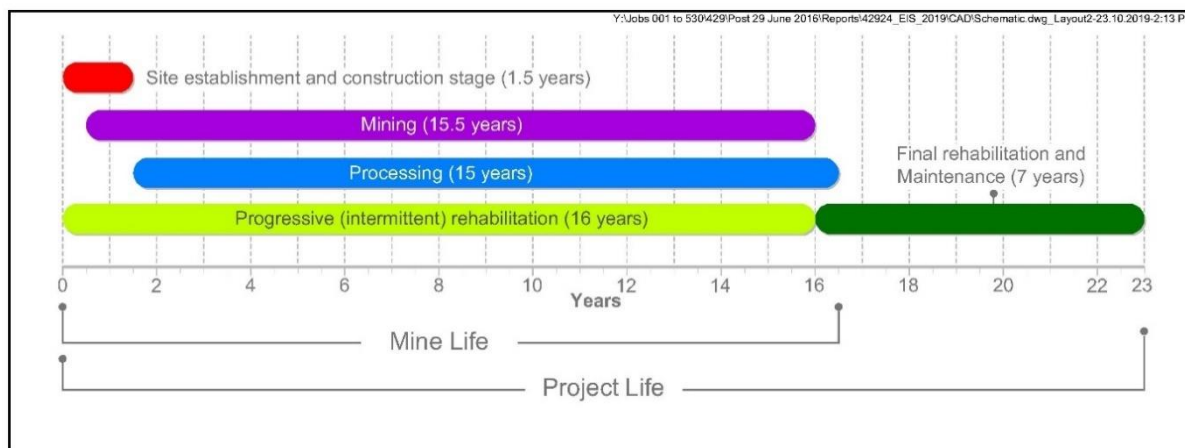 Y:\Jobs 001 to 530\429\Post 29 June 2016\Reports\42924_EIS_2019\CAD\Schematic.dwg_Layout2-23.10.2019-2:13 P
Site establishment and construction stage (1.5 years)
Mining (15.5 years)
Processing (15 years)
Final rehabilitation and
Maintenance (7 years)
Progressive (intermittent) rehabilitation (16 years)
0 2 4 6 8 10 12 14 16 18 20 22 23
Years
Mine Life
Project Life